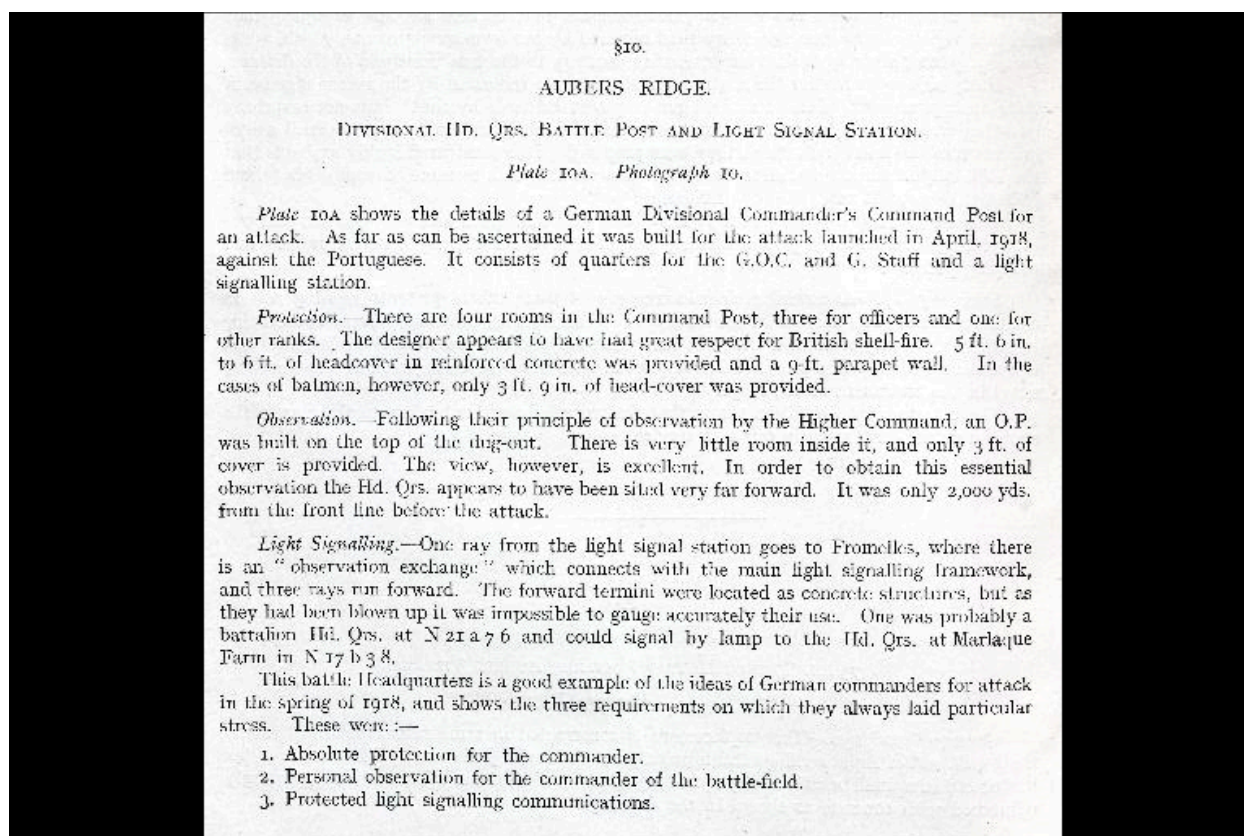 §10.
AUBERS RIDGE.
DIVISIONAL HD. QRS. BATTLE POST AND LIGHT SIGNAL STATION.
Plate 10A. Photograph 10.
Plate 10A shows the details of a German Divisional Commander's Command Post for
an attack. As far as can be ascertained it was built for the attack launched in April, 1918,
against the Portuguese. It consists of quarters for the G.O.C. and G. Staff and a light
signalling station.
Protection.—There are four rooms in the Command Post, three for officers and one for
other ranks. The designer appears to have had great respect for British shell-fire. 5 ft. 6 in.
to 6 ft. of headcover in reinforced concrete was provided and a 9-ft. parapet wall. In the
cases of batmen, however, only 3 ft. 9 in. of head-cover was provided.
Observation.—Following their principle of observation by the Higher Command, an O.P.
was built on the top of the dug-out. There is very little room inside it, and only 3 ft. of
cover is provided. The view, however, is excellent. In order to obtain this essential
observation the Hd. Qrs. appears to have been sited very far forward. It was only 2,000 yds.
from the front line before the attack.
Light Signalling.—One ray from the light signal station goes to Fromelles, where there
is an "observation exchange" which connects with the main light signalling framework,
and three rays run forward. The forward termini were located as concrete structures, but as
they had been blown up it was impossible to gauge accurately their use. One was probably a
battalion Hd. Qrs. at N 21 a 7 6 and could signal by lamp to the Hd. Qrs. at Marlaque
Farm in N 17 b 3 8.
This battle Headquarters is a good example of the ideas of German commanders for attack
in the spring of 1918, and shows the three requirements on which they always laid particular
stress. These were :—
1. Absolute protection for the commander.
2. Personal observation for the commander of the battle-field.
3. Protected light signalling communications.